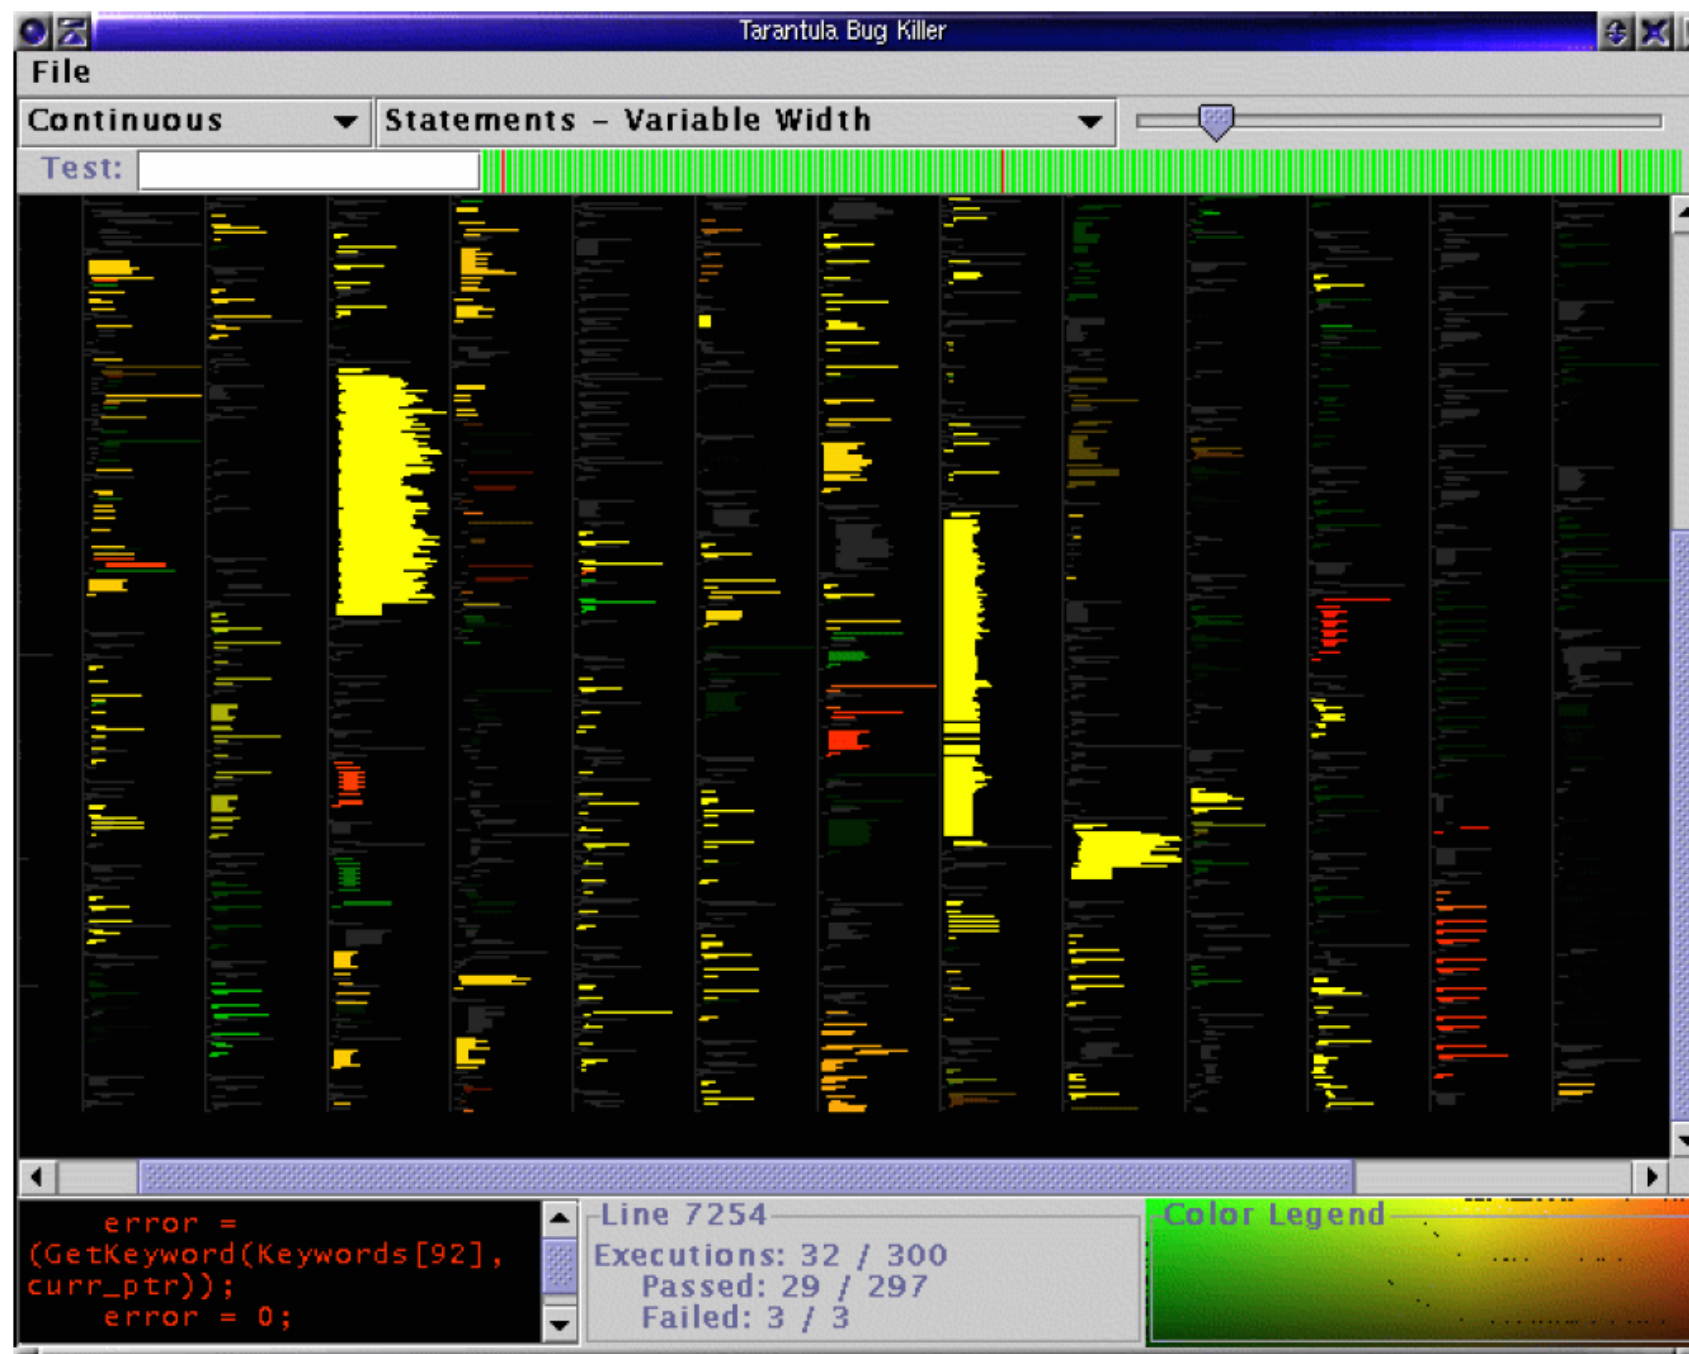 Tarantula Bug Killer
File
Continuous
Statements – Variable Width
Test:
error =
(GetKeyword(Keywords[92],
curr_ptr));
error = 0;
Line 7254
Executions: 32 / 300
Passed: 29 / 297
Failed: 3 / 3
Color Legend